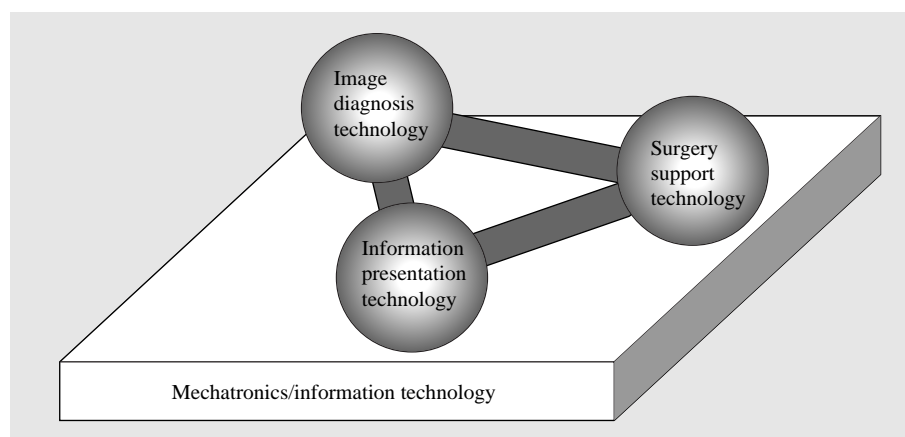 Image
diagnosis
technology
Surgery
support
technology
Information
presentation
technology
Mechatronics/information technology